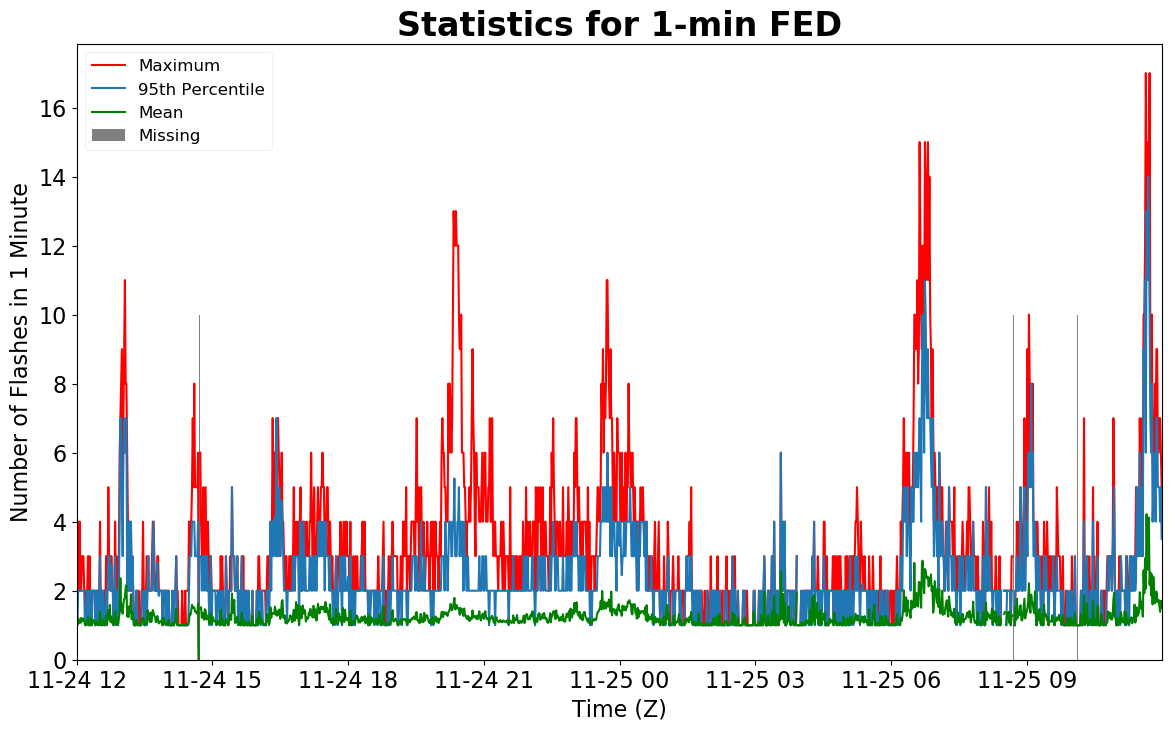 Statistics for 1-min FED
Maximum
95th Percentile
Mean
Missing
Number of Flashes in 1 Minute
16
14
12
10
8
6
4
2
0
11-24 12 11-24 15 11-24 18 11-24 21 11-25 00 11-25 03 11-25 06 11-25 09
Time (Z)